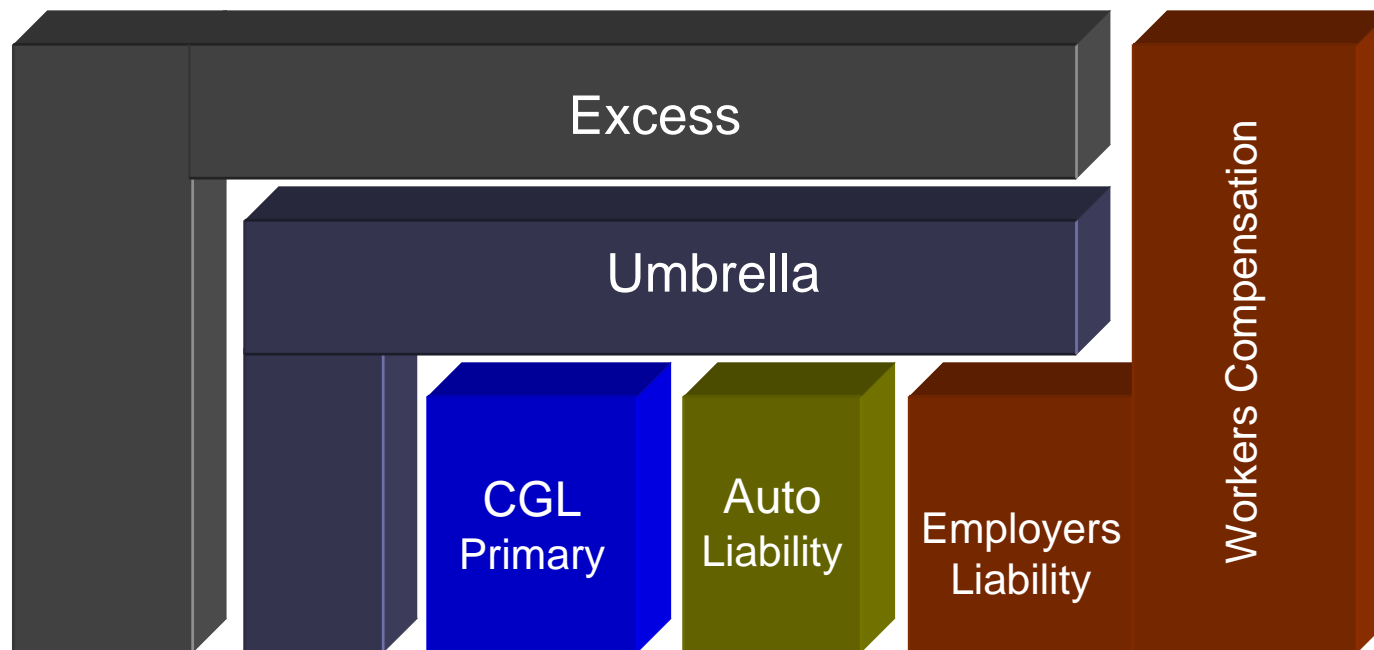 Excess
Umbrella
CGL
Primary
Auto
Liability
Employers
Liability
Workers Compensation